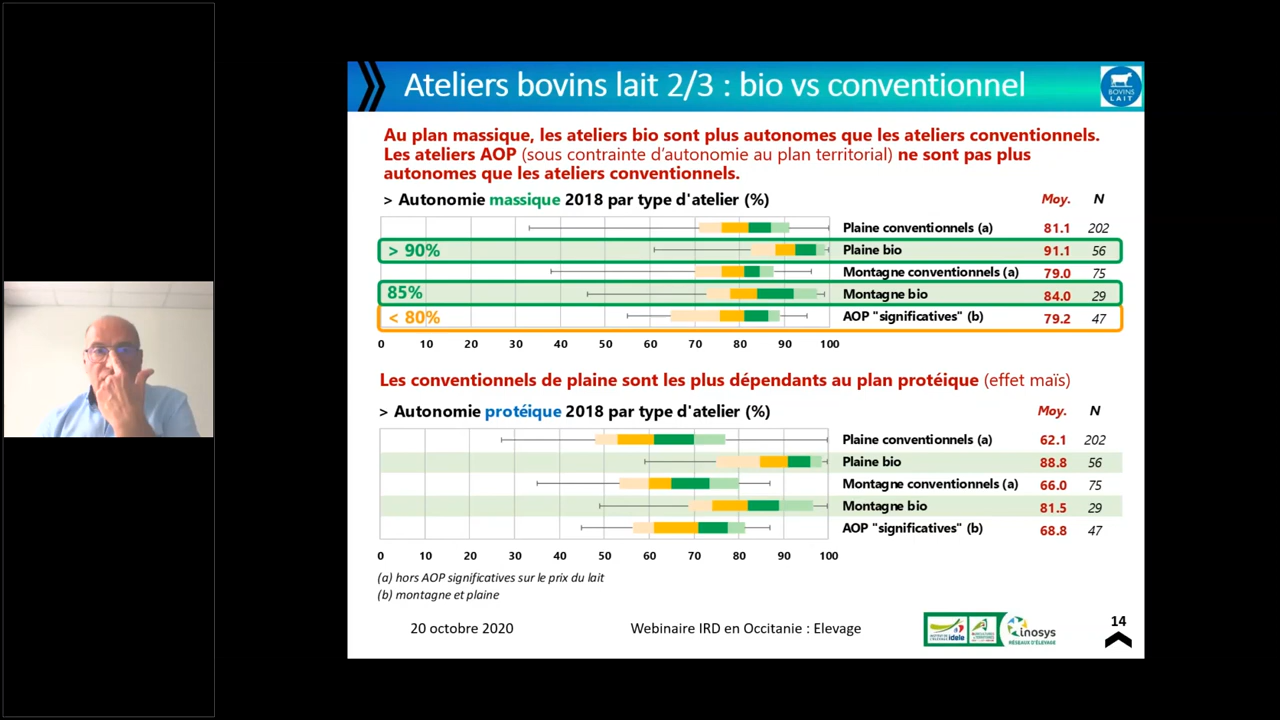 Ateliers bovins lait 2/3 : bio vs conventionnel
BOVINS
LAIT
Au plan massique, les ateliers bio sont plus autonomes que les ateliers conventionnels.
Les ateliers AOP (sous contrainte d'autonomie au plan territorial) ne sont pas plus
autonomes que les ateliers conventionnels.
> Autonomie massique 2018 par type d'atelier (%) Moy. N
Plaine conventionnels (a) 81.1 202
> 90% Plaine bio 91.1 56
Montagne conventionnels (a) 79.0 75
85% Montagne bio 84.0 29
< 80% AOP "significatives" (b) 79.2 47
0 10 20 30 40 50 60 70 80 90 100
Les conventionnels de plaine sont les plus dépendants au plan protéique (effet maïs)
> Autonomie protéique 2018 par type d'atelier (%) Moy. N
Plaine conventionnels (a) 62.1 202
Plaine bio 88.8 56
Montagne conventionnels (a) 66.0 75
Montagne bio 81.5 29
AOP "significatives" (b) 68.8 47
0 10 20 30 40 50 60 70 80 90 100
(a) hors AOP significatives sur le prix du lait
(b) montagne et plaine
20 octobre 2020 Webinaire IRD en Occitanie : Elevage 14
idele
inosys
RÉSEAUX D'ÉLEVAGE